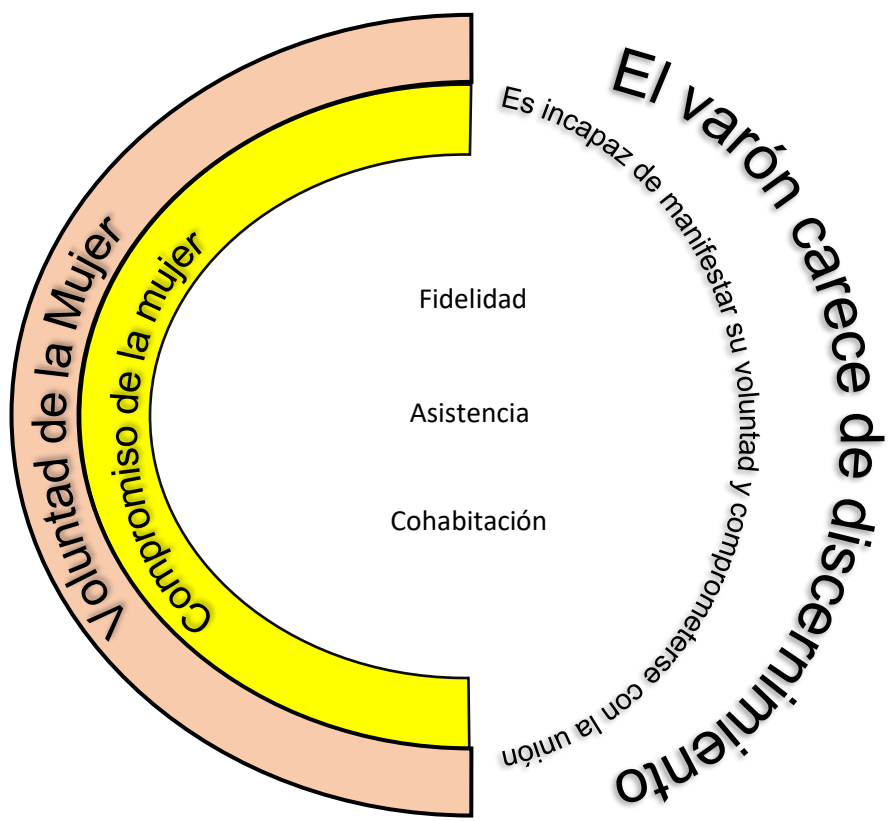 Voluntad de la Mujer
Compromiso de la mujer
Fidelidad
Asistencia
Cohabitación
Es incapaz de manifestar su voluntad y comprometerse con la unión
El varón carece de discernimiento